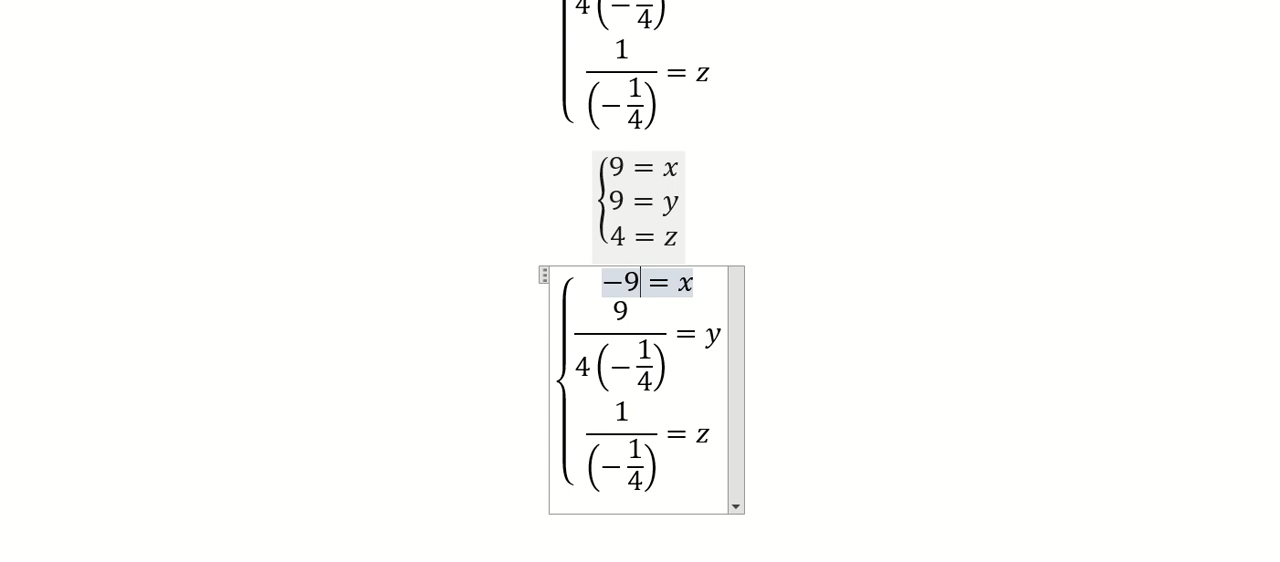 4(−1/4)
1/(−1/4) = z
9 = x
9 = y
4 = z
−9 = x
9/4(−1/4) = y
1/(−1/4) = z